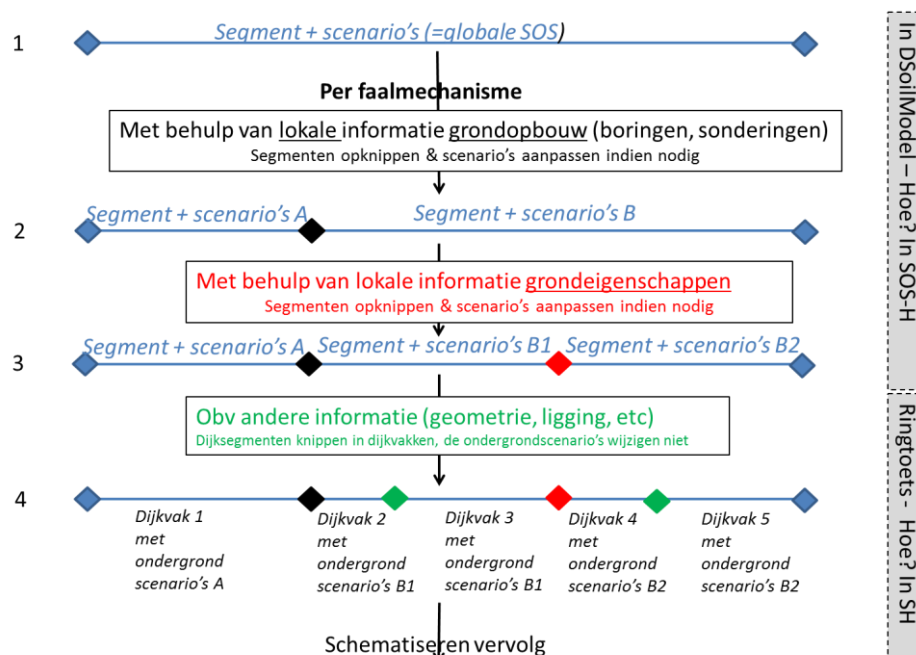 1
Segment + scenario's (=globale SOS)
Per faalmechanisme
Met behulp van lokale informatie grondopbouw (boringen, sonderingen)
Segmenten opknippen & scenario's aanpassen indien nodig
Segment + scenario's A
Segment + scenario's B
2
Met behulp van lokale informatie grondeigenschappen
Segmenten opknippen & scenario's aanpassen indien nodig
Segment + scenario's A
Segment + scenario's B1
Segment + scenario's B2
3
Obv andere informatie (geometrie, ligging, etc)
Dijksegmenten knippen in dijkvakken, de ondergrondscenario's wijzigen niet
4
Dijkvak 1
met
ondergrond
scenario's A
Dijkvak 2
met
ondergrond
scenario's B1
Dijkvak 3
met
ondergrond
scenario's B1
Dijkvak 4
met
ondergrond
scenario's B2
Dijkvak 5
met
ondergrond
scenario's B2
Schematiseren vervolg
In DSoilModel – Hoe? In SOS-H
Ringtoets - Hoe? In SH